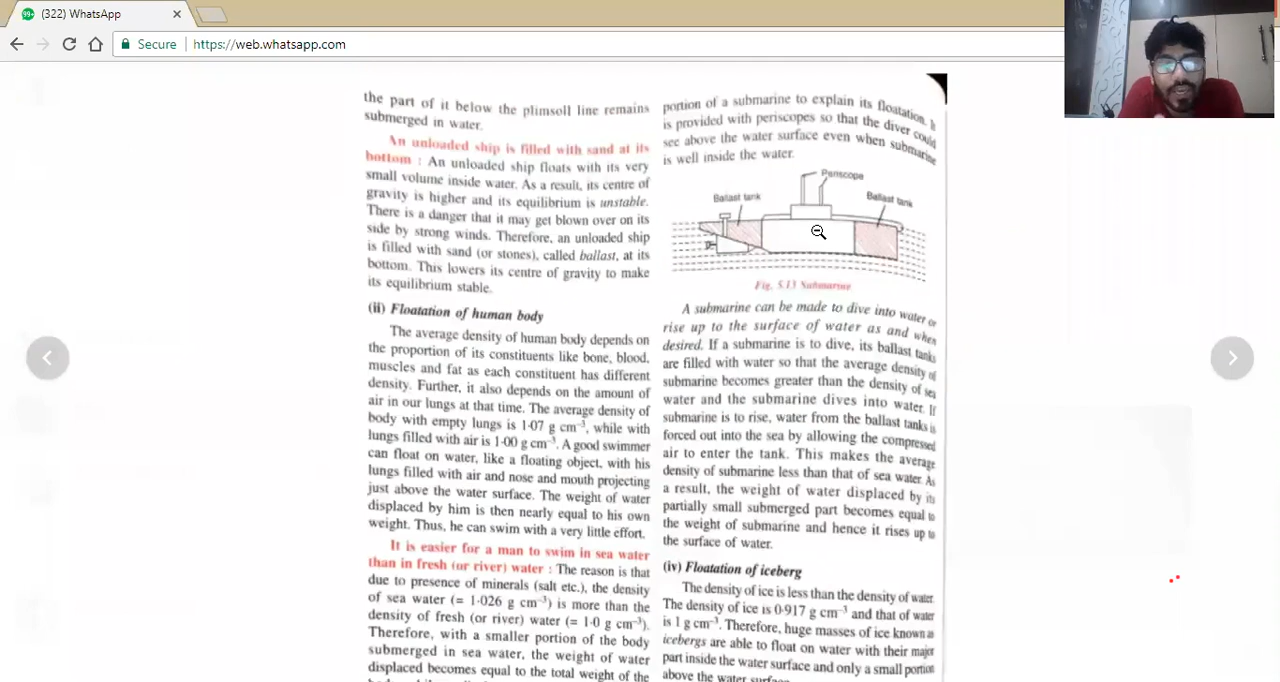 99+
(322) WhatsApp
Secure
https://web.whatsapp.com
the part of it below the plimsoll line remains
submerged in water.
An unloaded ship is filled with sand at its
bottom : An unloaded ship floats with its very
small volume inside water. As a result, its centre of
gravity is higher and its equilibrium is unstable.
There is a danger that it may get blown over on its
side by strong winds. Therefore, an unloaded ship
is filled with sand (or stones), called ballast, at its
bottom. This lowers its centre of gravity to make
its equilibrium stable.
(ii) Floatation of human body
The average density of human body depends on
the proportion of its constituents like bone, blood,
muscles and fat as each constituent has different
density. Further, it also depends on the amount of
air in our lungs at that time. The average density of
body with empty lungs is 1·07 g cm⁻³, while with
lungs filled with air is 1·00 g cm⁻³. A good swimmer
can float on water, like a floating object, with his
lungs filled with air and nose and mouth projecting
just above the water surface. The weight of water
displaced by him is then nearly equal to his own
weight. Thus, he can swim with a very little effort.
It is easier for a man to swim in sea water
than in fresh (or river) water : The reason is that
due to presence of minerals (salt etc.), the density
of sea water (= 1·026 g cm⁻³) is more than the
density of fresh (or river) water (= 1·0 g cm⁻³).
Therefore, with a smaller portion of the body
submerged in sea water, the weight of water
displaced becomes equal to the total weight of the
portion of a submarine to explain its floatation. It
is provided with periscopes so that the diver could
see above the water surface even when submarine
is well inside the water.
Periscope
Ballast tank
Ballast tank
Fig. 5.13 Submarine
A submarine can be made to dive into water or
rise up to the surface of water as and when
desired. If a submarine is to dive, its ballast tanks
are filled with water so that the average density of
submarine becomes greater than the density of sea
water and the submarine dives into water. If
submarine is to rise, water from the ballast tanks is
forced out into the sea by allowing the compressed
air to enter the tank. This makes the average
density of submarine less than that of sea water. As
a result, the weight of water displaced by its
partially small submerged part becomes equal to
the weight of submarine and hence it rises up to
the surface of water.
(iv) Floatation of iceberg
The density of ice is less than the density of water.
The density of ice is 0·917 g cm⁻³ and that of water
is 1 g cm⁻³. Therefore, huge masses of ice known as
icebergs are able to float on water with their major
part inside the water surface and only a small portion
above the water surface